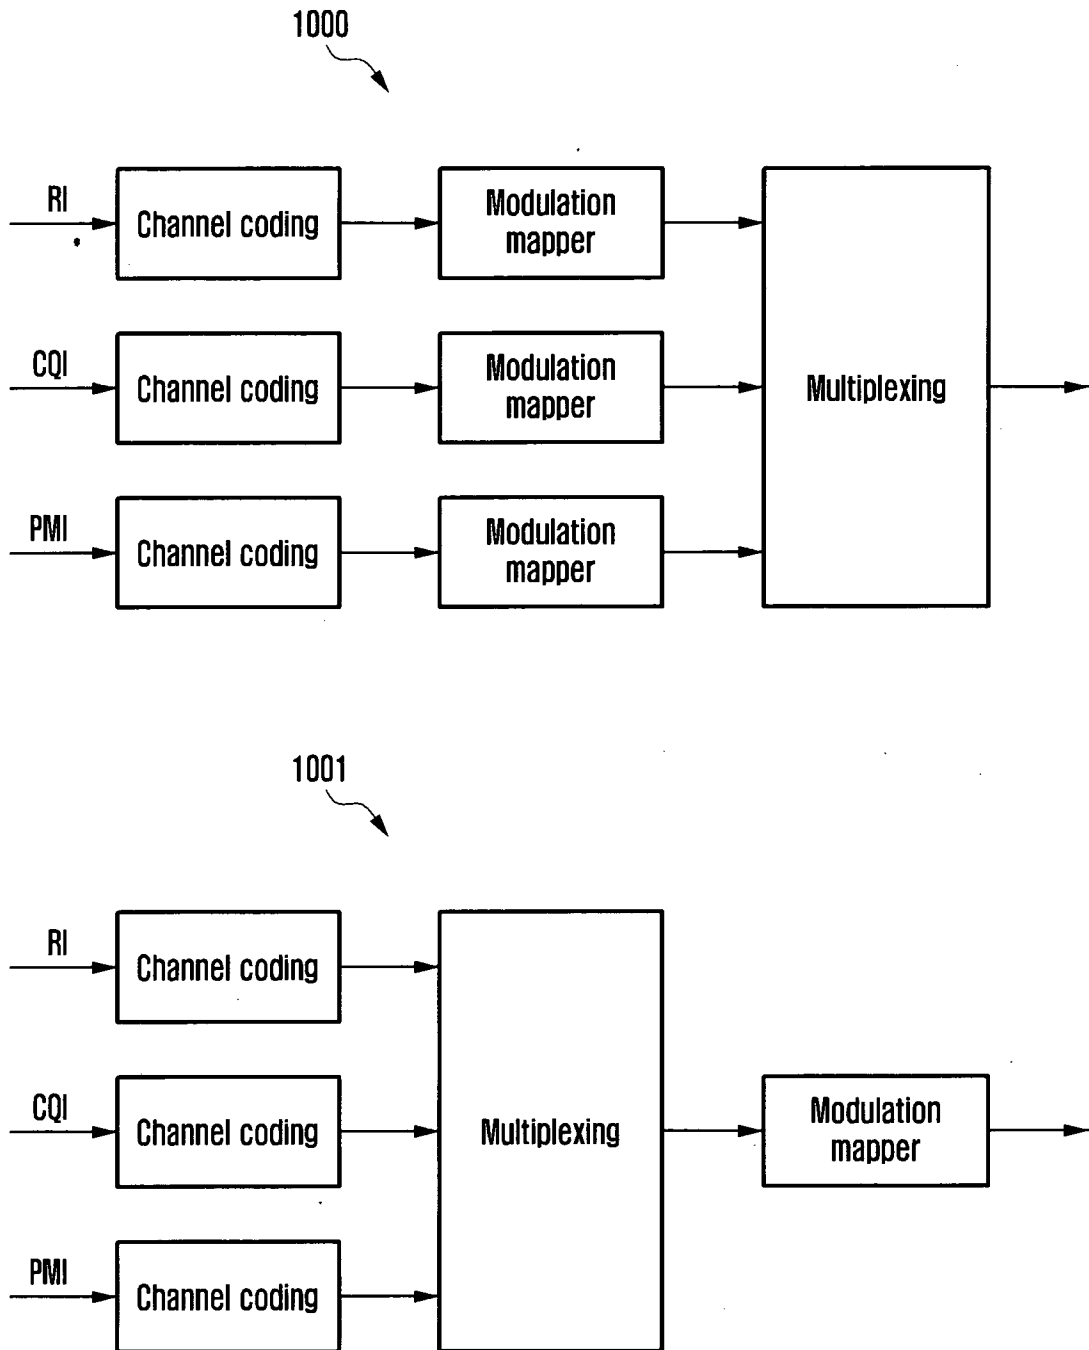 1000
RI
Channel coding
Modulation
mapper
CQI
Channel coding
Modulation
mapper
Multiplexing
PMI
Channel coding
Modulation
mapper
1001
RI
Channel coding
CQI
Channel coding
Multiplexing
Modulation
mapper
PMI
Channel coding